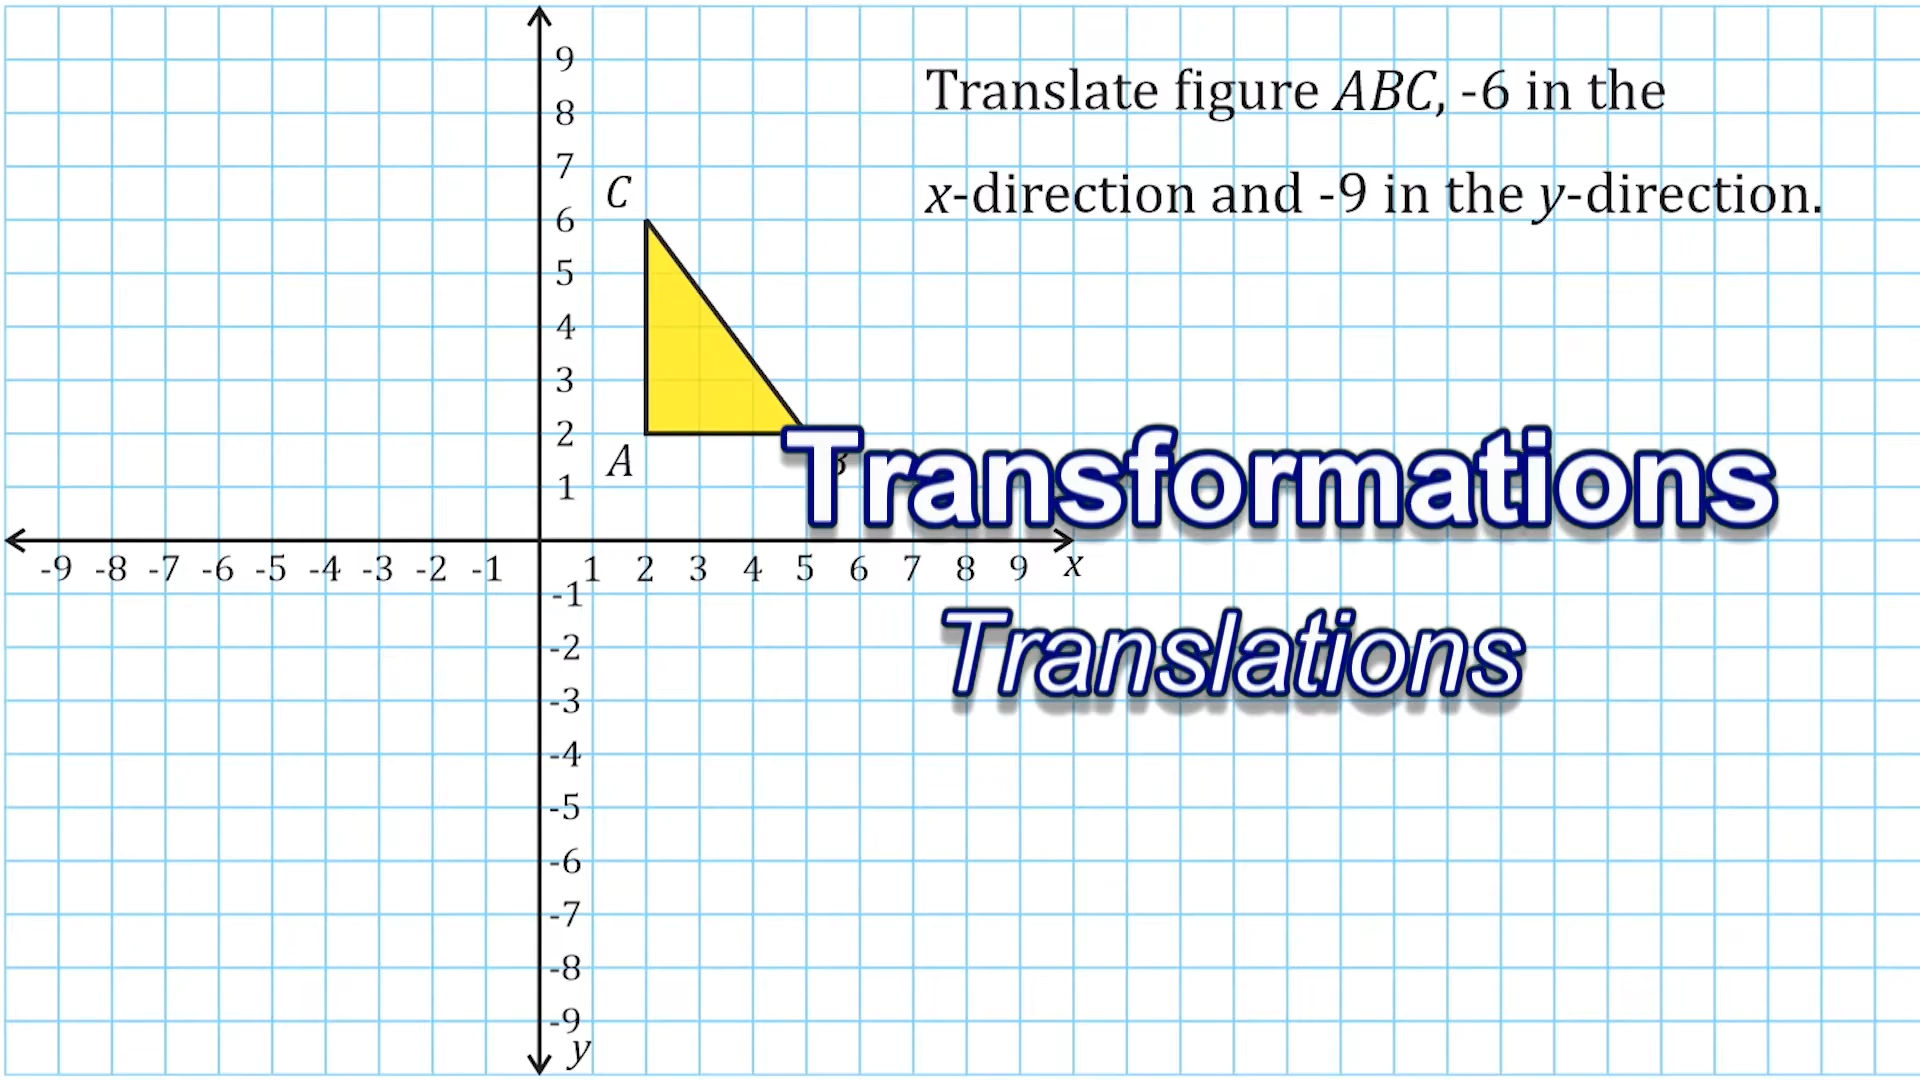 Translate figure ABC, -6 in the
x-direction and -9 in the y-direction.
9
8
7
C
6
5
4
3
2
A
B
1
Transformations
-9 -8 -7 -6 -5 -4 -3 -2 -1 1 2 3 4 5 6 7 8 9 x
-1
Translations
-2
-3
-4
-5
-6
-7
-8
-9
y